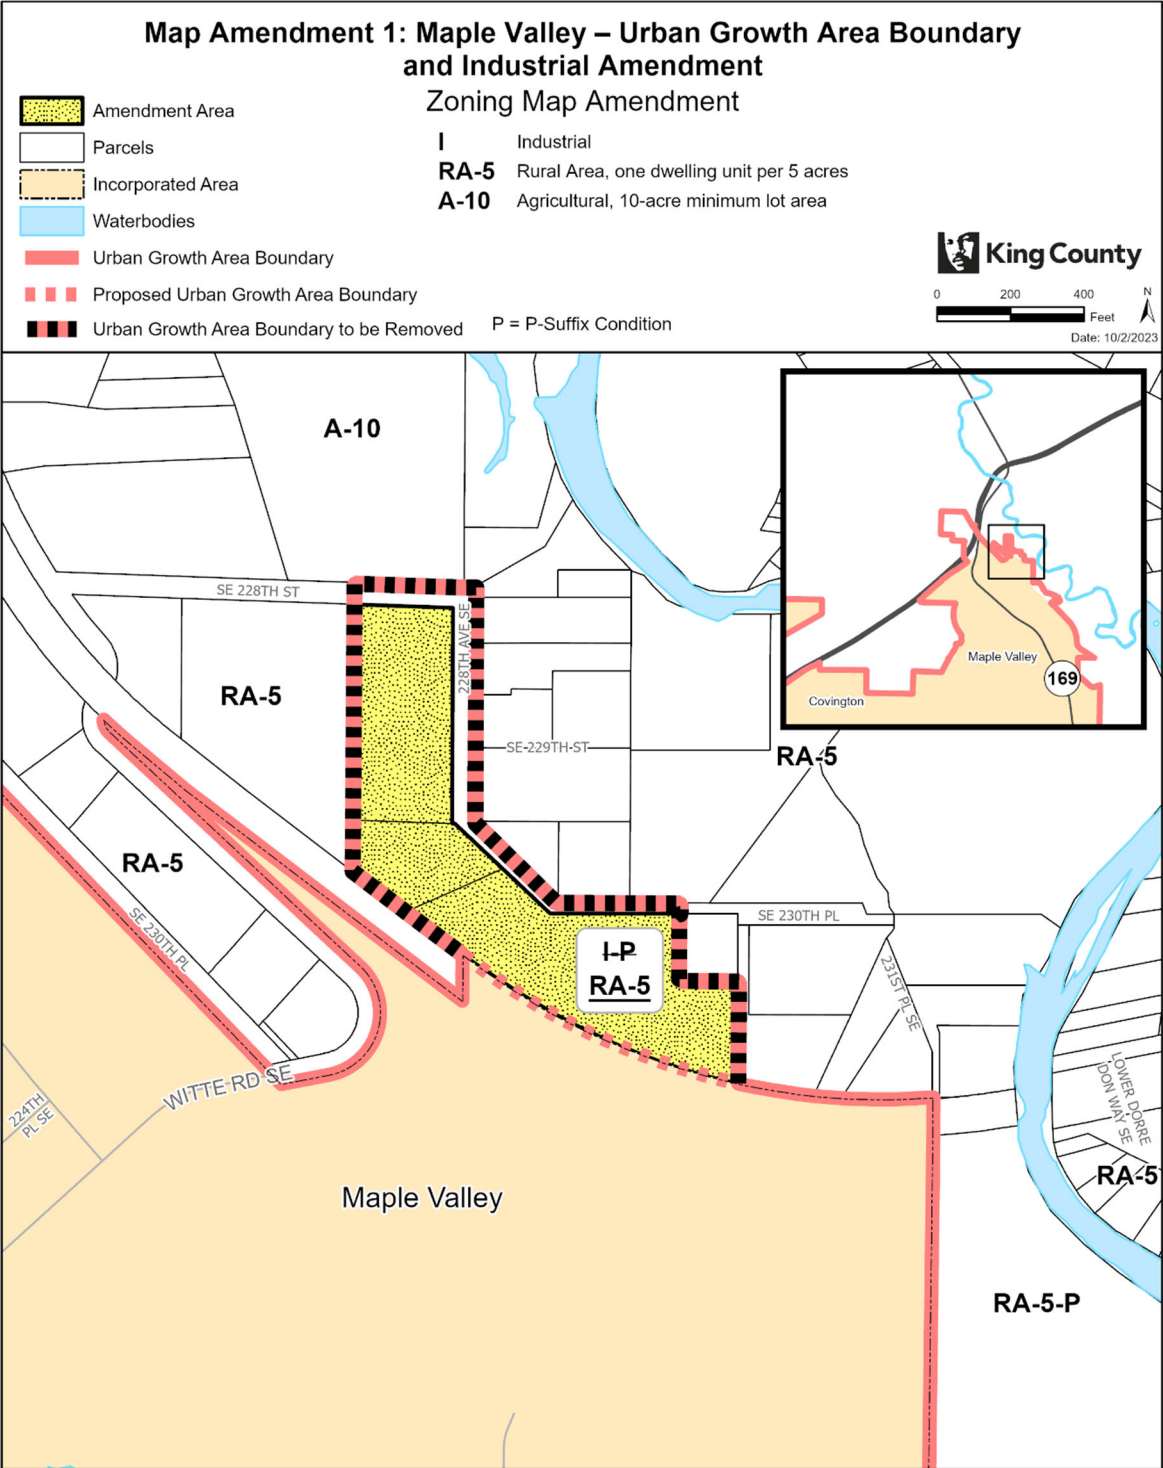 Map Amendment 1: Maple Valley – Urban Growth Area Boundary
and Industrial Amendment
Zoning Map Amendment
Amendment Area
Parcels
Incorporated Area
Waterbodies
Urban Growth Area Boundary
Proposed Urban Growth Area Boundary
Urban Growth Area Boundary to be Removed
I Industrial
RA-5 Rural Area, one dwelling unit per 5 acres
A-10 Agricultural, 10-acre minimum lot area
P = P-Suffix Condition
King County
0 200 400
Feet
N
Date: 10/2/2023
A-10
SE 228TH ST
228TH AVE SE
RA-5
SE 229TH ST
Maple Valley
169
Covington
RA-5
RA-5
SE 230TH PL
SE 230TH PL
I-P
RA-5
231ST PL SE
WITTE RD SE
224TH
PL SE
LOWER DORRE
DON WAY SE
RA-5
Maple Valley
RA-5-P